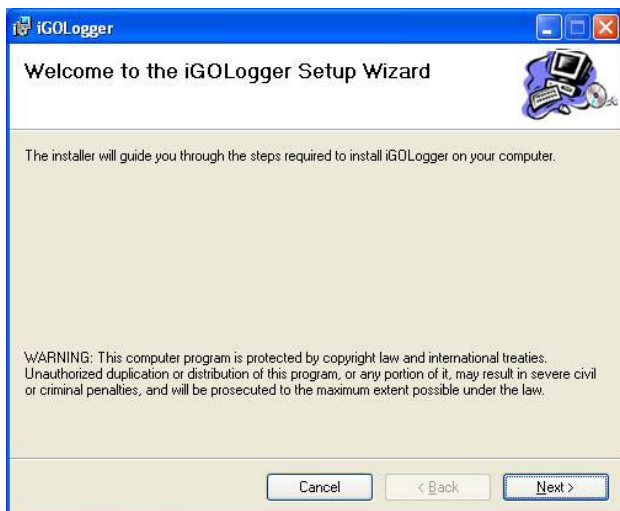 iGOLogger
Welcome to the iGOLogger Setup Wizard
The installer will guide you through the steps required to install iGOLogger on your computer.
WARNING: This computer program is protected by copyright law and international treaties.
Unauthorized duplication or distribution of this program, or any portion of it, may result in severe civil
or criminal penalties, and will be prosecuted to the maximum extent possible under the law.
Cancel
< Back
Next >